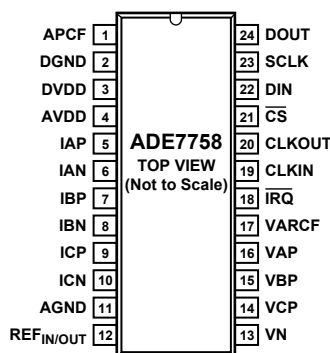 APCF 1 24 DOUT
DGND 2 23 SCLK
DVDD 3 22 DIN
AVDD 4 21 CS
IAP 5 ADE7758 20 CLKOUT
IAN 6 TOP VIEW 19 CLKIN
IBP 7 (Not to Scale) 18 IRQ
IBN 8 17 VARCF
ICP 9 16 VAP
ICN 10 15 VBP
AGND 11 14 VCP
REFIN/OUT 12 13 VN